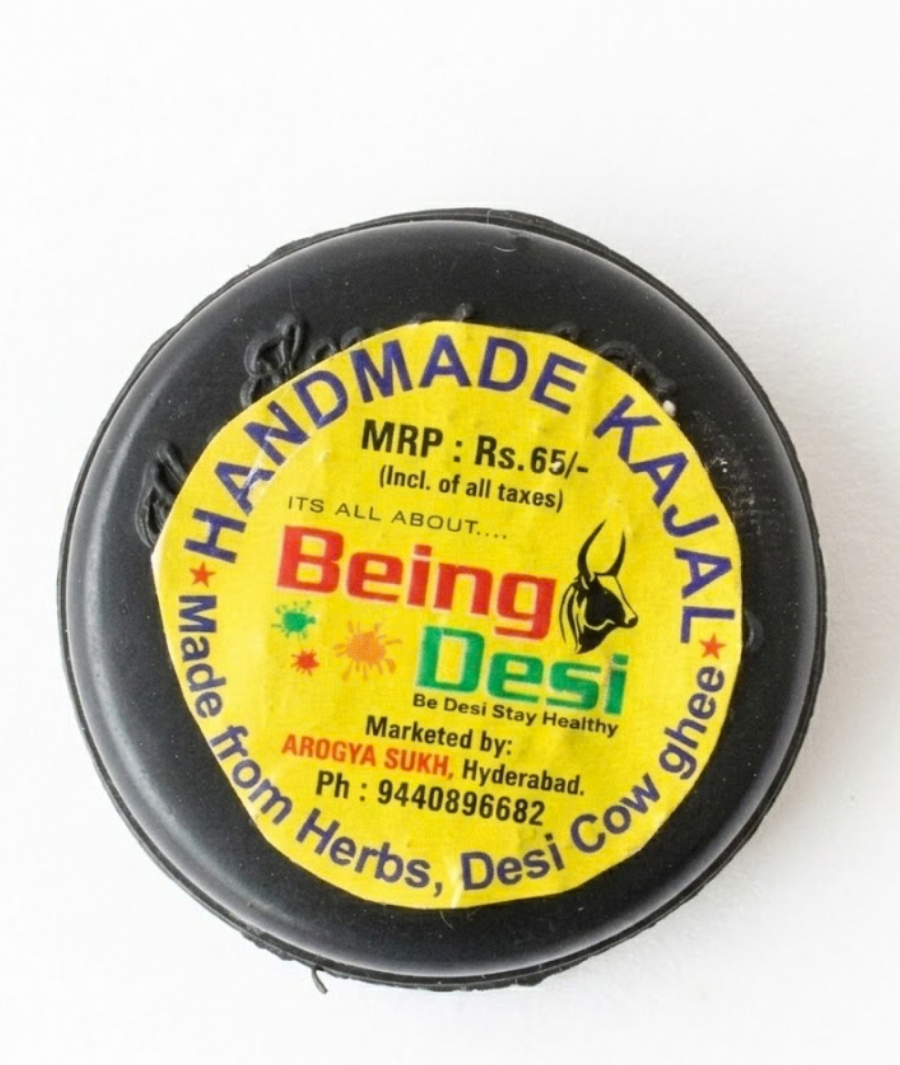 HANDMADE KAJAL
MRP : Rs.65/-
(Incl. of all taxes)
ITS ALL ABOUT....
Being
Desi
Be Desi Stay Healthy
Marketed by:
AROGYA SUKH, Hyderabad.
Ph : 9440896682
Made from Herbs, Desi Cow ghee